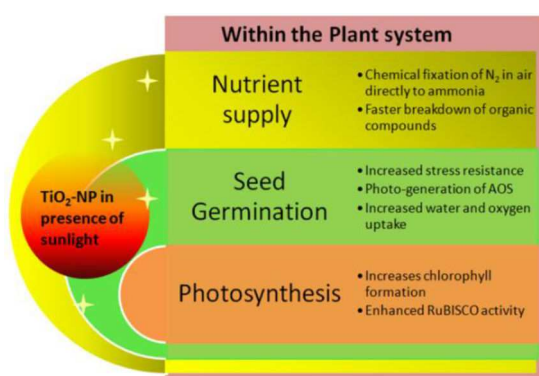 Within the Plant system
Nutrient
supply
• Chemical fixation of N₂ in air
directly to ammonia
• Faster breakdown of organic
compounds
TiO₂-NP in
presence of
sunlight
Seed
Germination
• Increased stress resistance
• Photo-generation of AOS
• Increased water and oxygen
uptake
Photosynthesis
• Increases chlorophyll
formation
• Enhanced RuBISCO activity